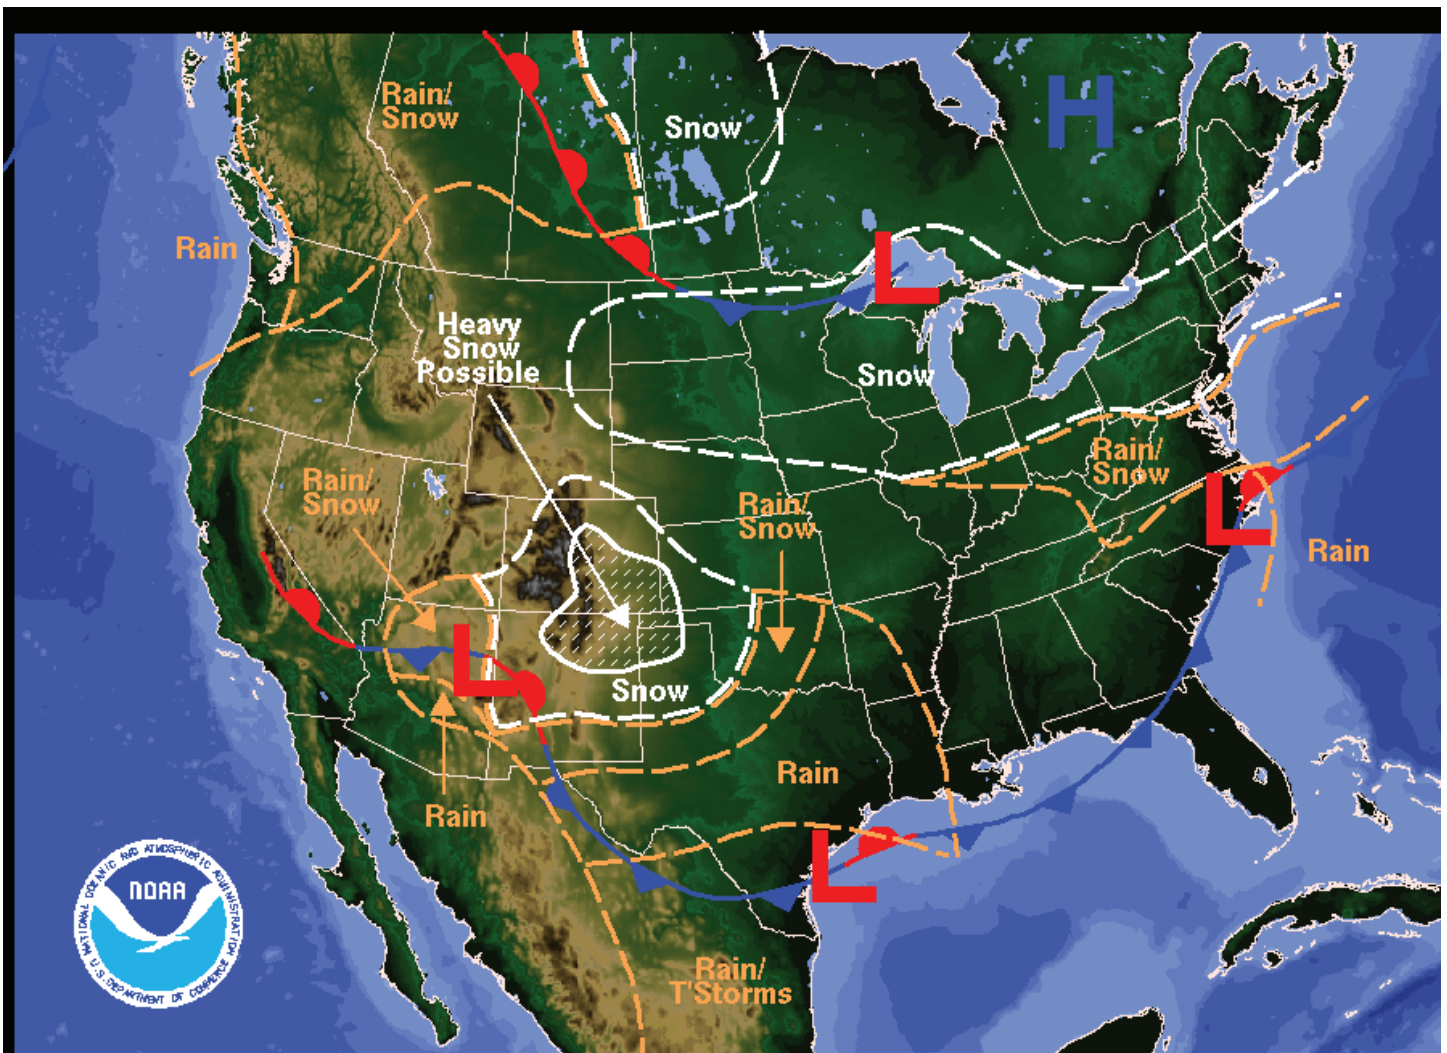 Rain/
Snow
Snow
H
Rain
L
Heavy
Snow
Possible
Snow
Rain/
Snow
Rain/
Snow
Rain/
Snow
L
Rain
L
Snow
Rain
Rain
L
Rain/
T'Storms
NATIONAL OCEANIC AND ATMOSPHERIC ADMINISTRATION
NOAA
U.S. DEPARTMENT OF COMMERCE